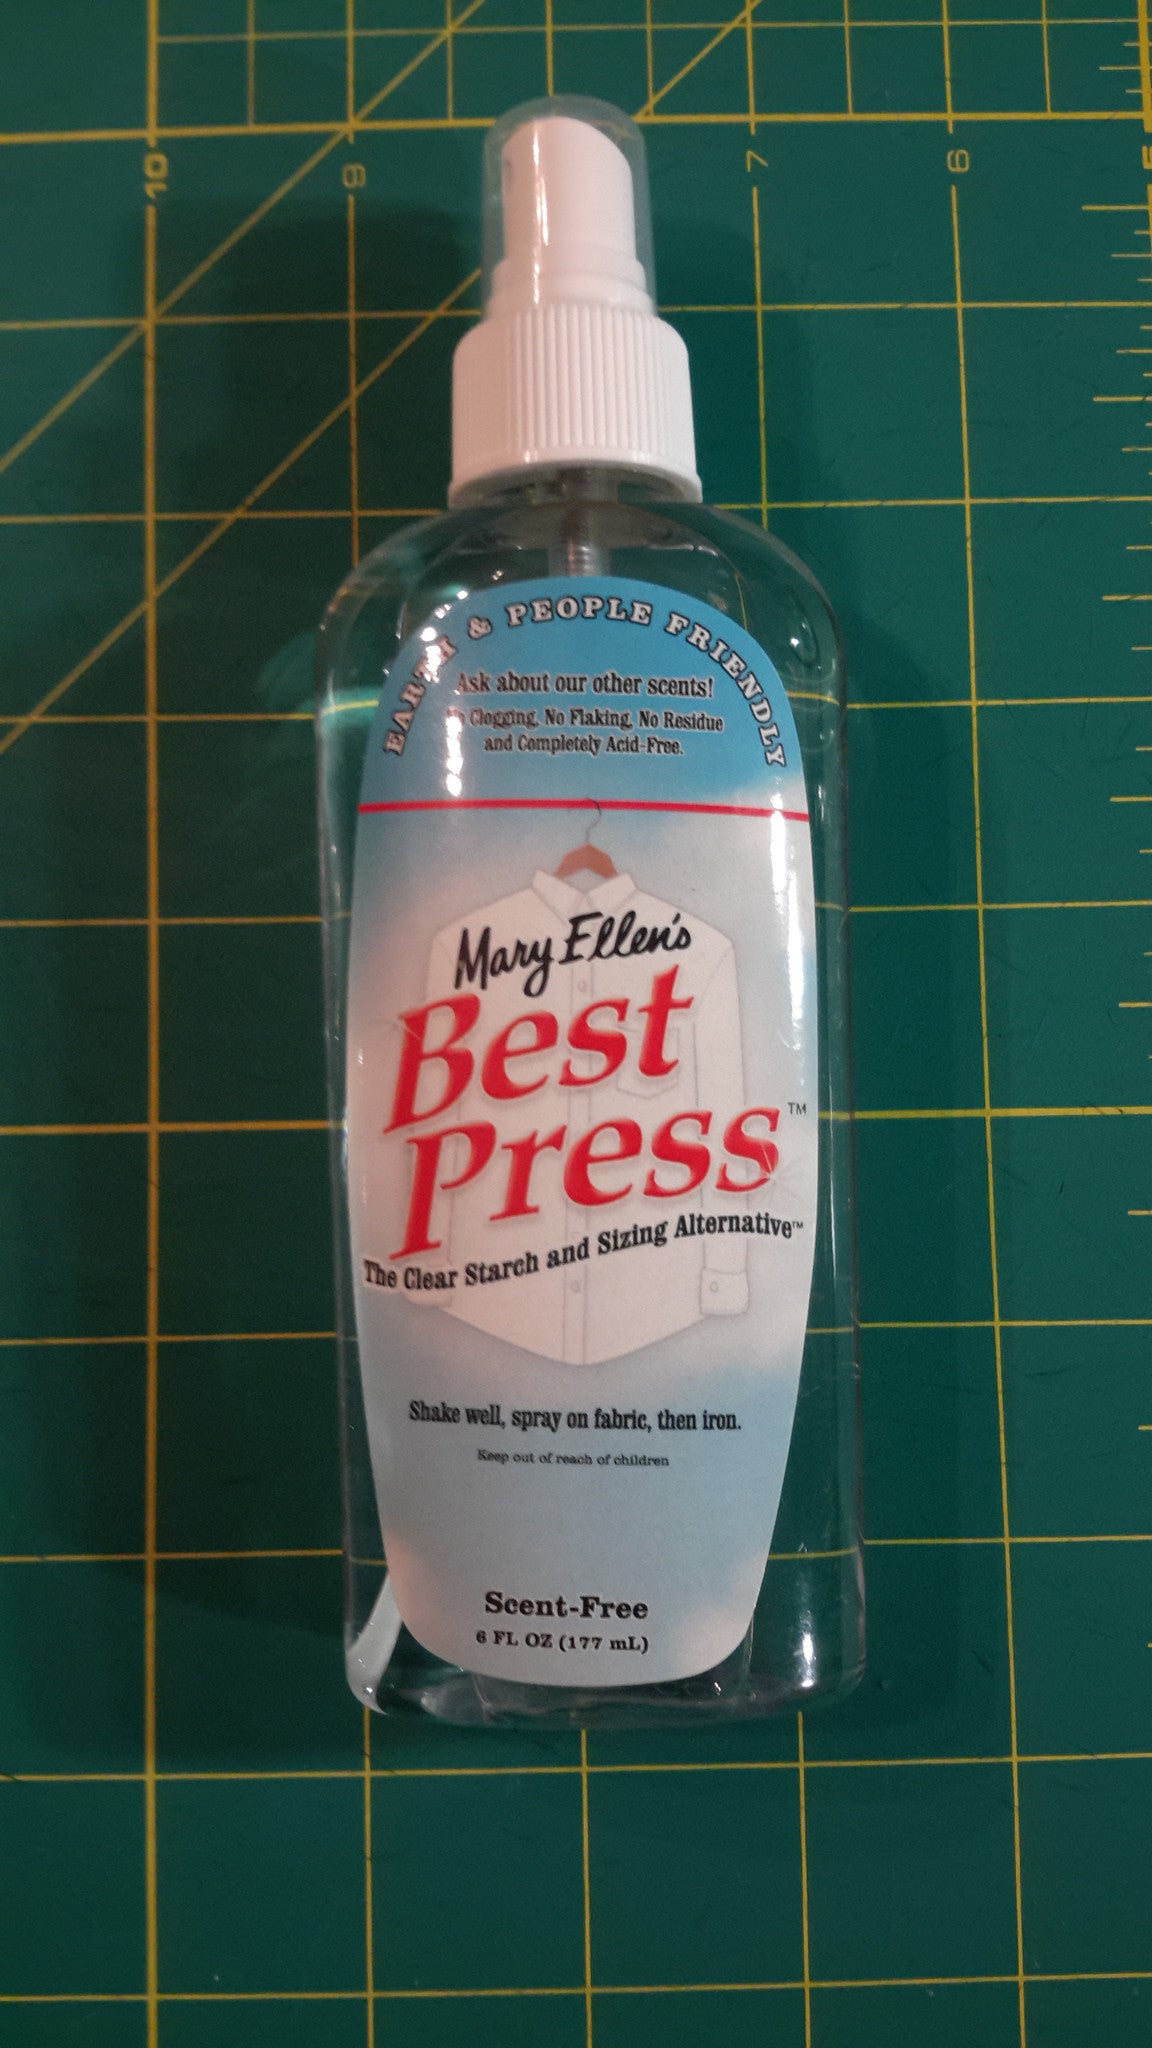 10
9
7
6
5
EARTH & PEOPLE FRIENDLY
Ask about our other scents!
No Clogging, No Flaking, No Residue
and Completely Acid-Free.
Mary Ellen's
Best
Press™
The Clear Starch and Sizing Alternative™
Shake well, spray on fabric, then iron.
Keep out of reach of children
Scent-Free
6 FL OZ (177 mL)